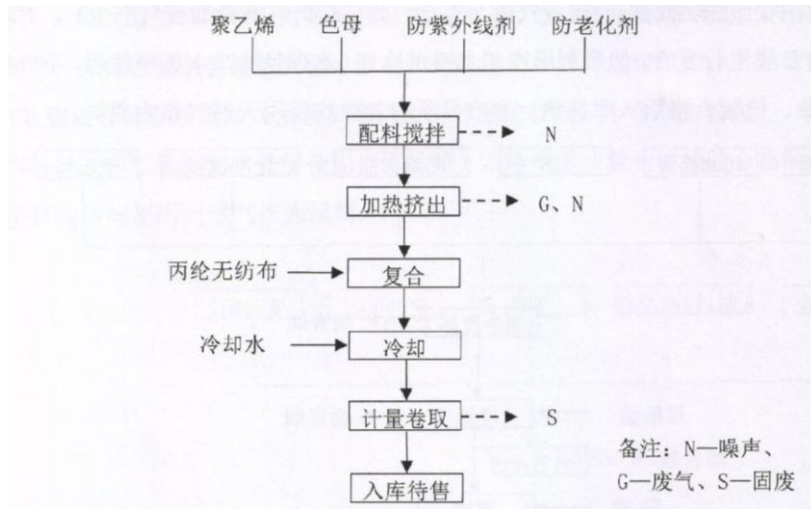 聚乙烯 色母 防紫外线剂 防老化剂
配料搅拌 N
加热挤出 G、N
丙纶无纺布 复合
冷却水 冷却
计量卷取 S
入库待售
备注：N—噪声、
G—废气、S—固废